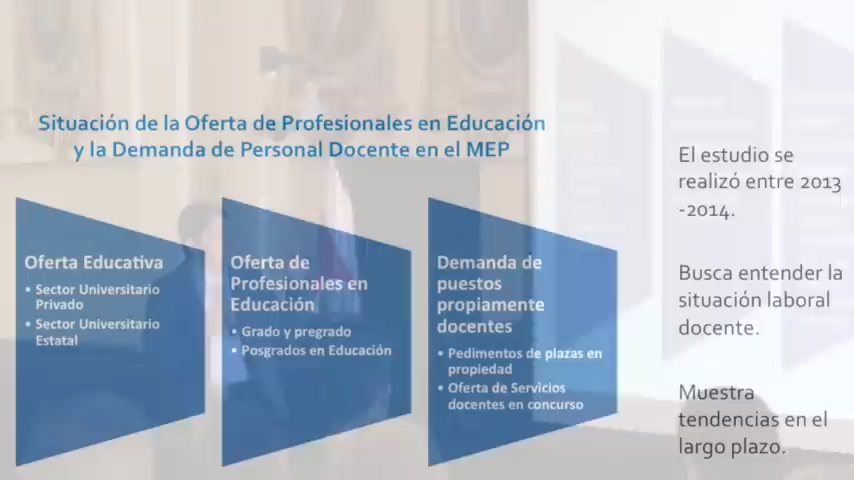 Situación de la Oferta de Profesionales en Educación
y la Demanda de Personal Docente en el MEP
Oferta Educativa
• Sector Universitario
Privado
• Sector Universitario
Estatal
Oferta de
Profesionales en
Educación
• Grado y pregrado
• Posgrados en Educación
Demanda de
puestos
propiamente
docentes
• Pedimentos de plazas en
propiedad
• Oferta de Servicios
docentes en concurso
El estudio se
realizó entre 2013
-2014.
Busca entender la
situación laboral
docente.
Muestra
tendencias en el
largo plazo.